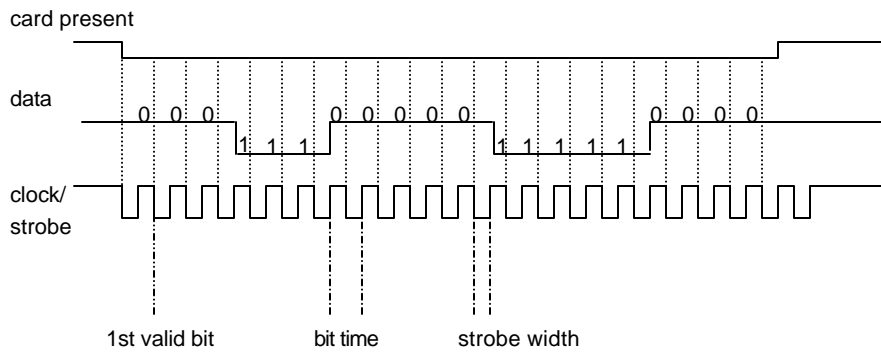 card present
data
0 0 0 1 1 1 0 0 0 0 0 1 1 1 1 1 0 0 0 0
clock/
strobe
1st valid bit bit time strobe width